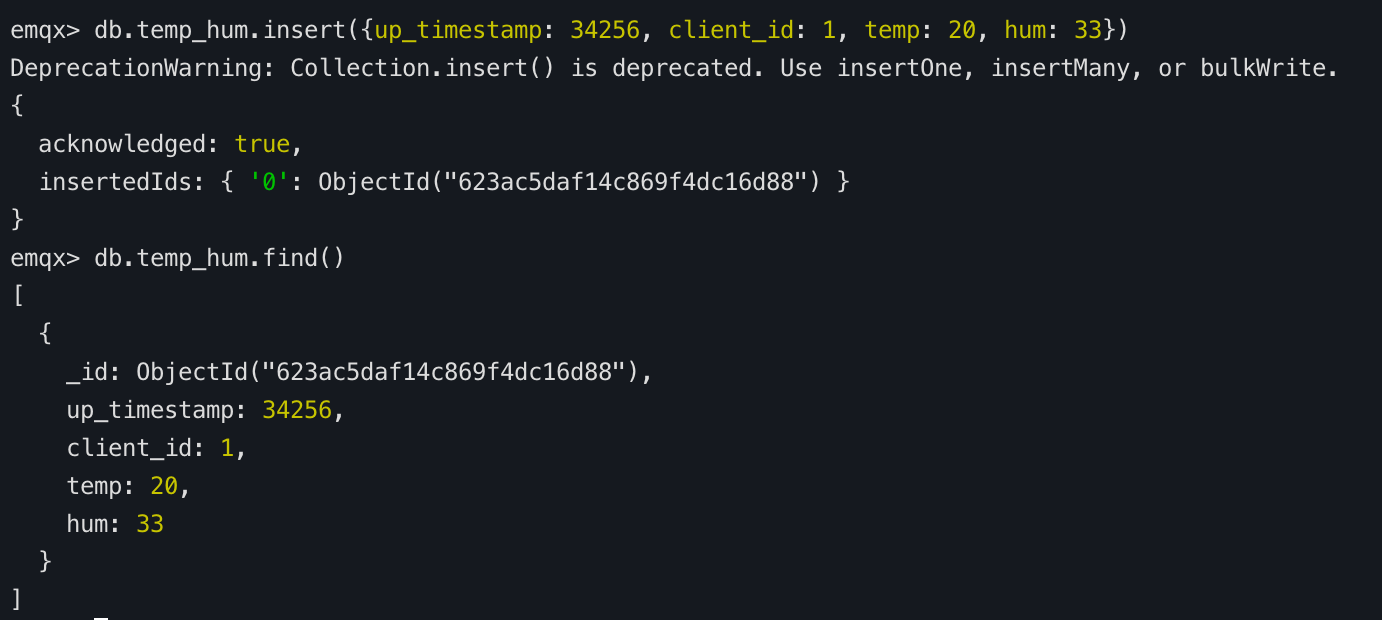 emqx> db.temp_hum.insert({up_timestamp: 34256, client_id: 1, temp: 20, hum: 33})
DeprecationWarning: Collection.insert() is deprecated. Use insertOne, insertMany, or bulkWrite.
{
  acknowledged: true,
  insertedIds: { '0': ObjectId("623ac5daf14c869f4dc16d88") }
}
emqx> db.temp_hum.find()
[
  {
    _id: ObjectId("623ac5daf14c869f4dc16d88"),
    up_timestamp: 34256,
    client_id: 1,
    temp: 20,
    hum: 33
  }
]